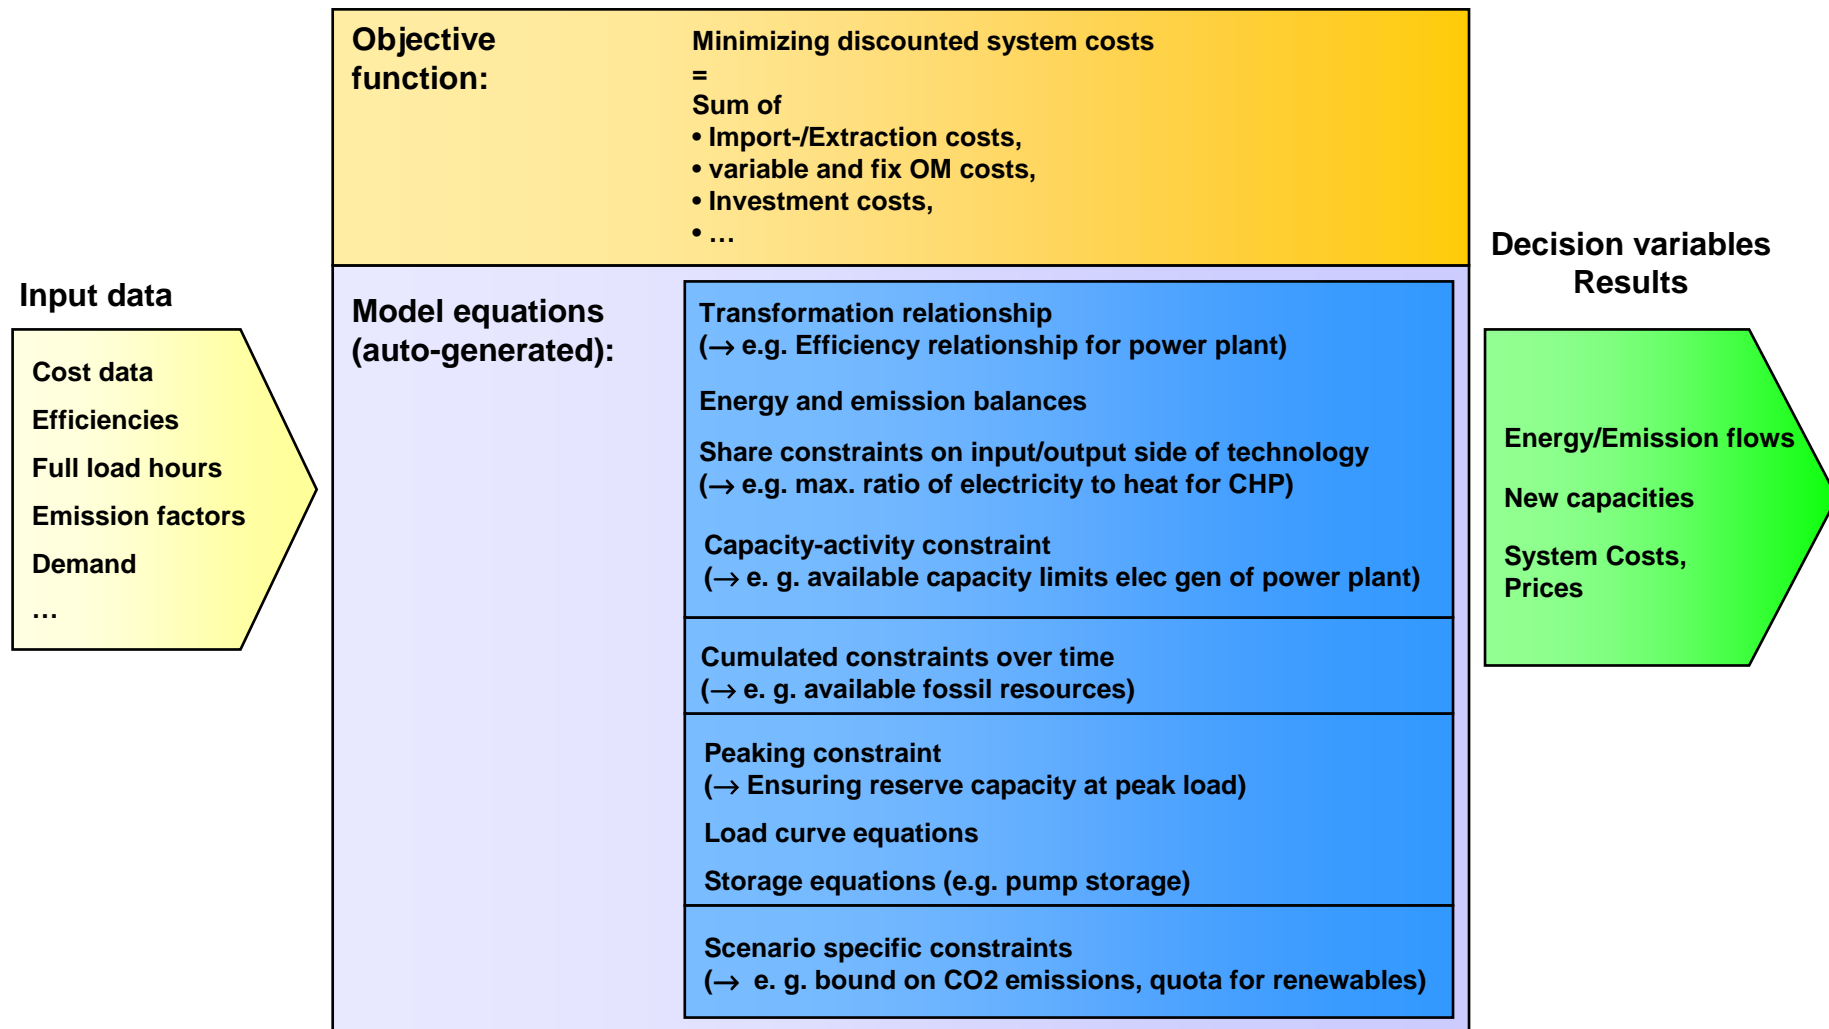 Objective
function:
Minimizing discounted system costs
=
Sum of
• Import-/Extraction costs,
• variable and fix OM costs,
• Investment costs,
• …
Input data
Cost data
Efficiencies
Full load hours
Emission factors
Demand
…
Model equations
(auto-generated):
Transformation relationship
(→ e.g. Efficiency relationship for power plant)
Energy and emission balances
Share constraints on input/output side of technology
(→ e.g. max. ratio of electricity to heat for CHP)
Capacity-activity constraint
(→ e. g. available capacity limits elec gen of power plant)
Cumulated constraints over time
(→ e. g. available fossil resources)
Peaking constraint
(→ Ensuring reserve capacity at peak load)
Load curve equations
Storage equations (e.g. pump storage)
Scenario specific constraints
(→ e. g. bound on CO2 emissions, quota for renewables)
Decision variables
Results
Energy/Emission flows
New capacities
System Costs,
Prices